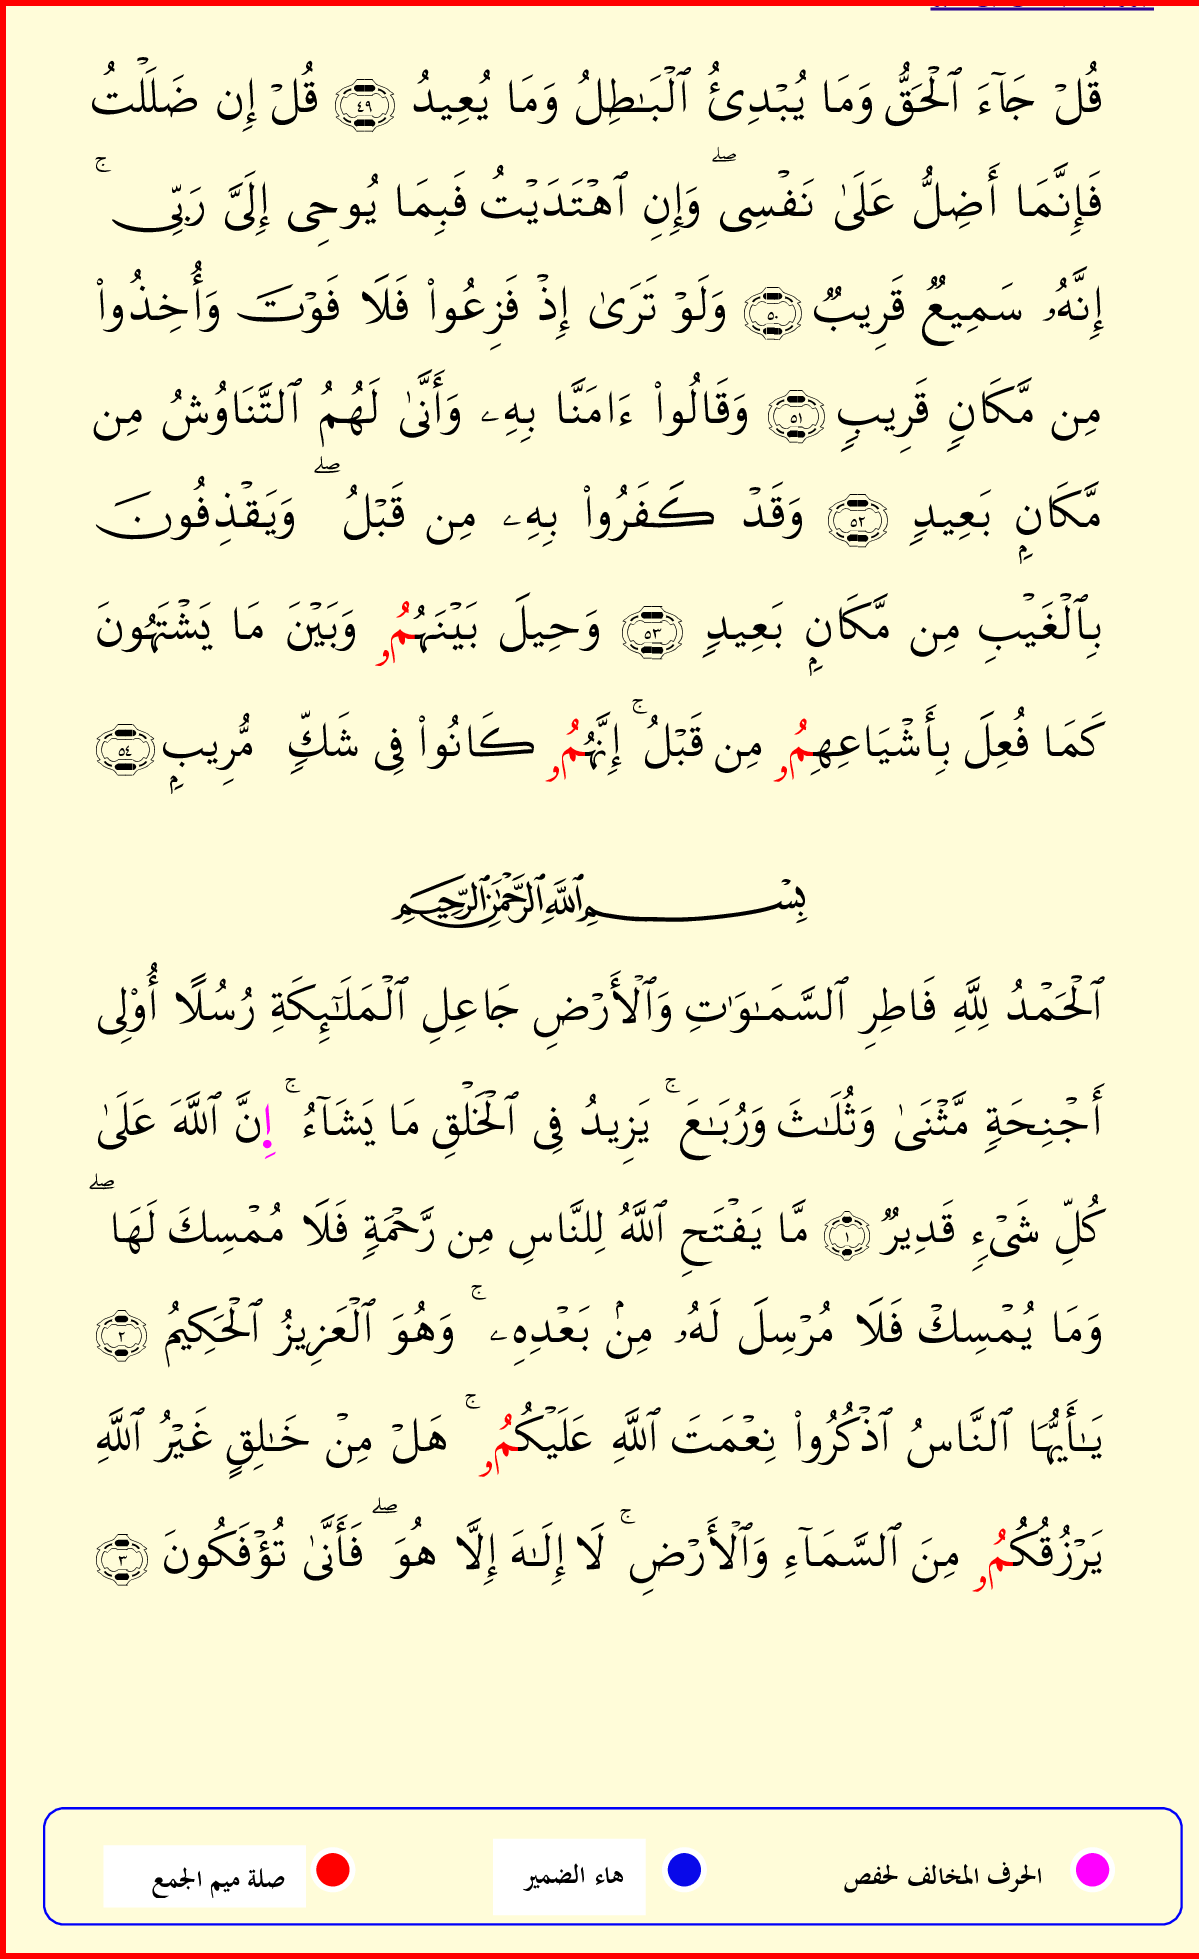 قُلْ جَآءَ ٱلْحَقُّ وَمَا يُبْدِئُ ٱلْبَـٰطِلُ وَمَا يُعِيدُ ٤٩ قُلْ إِن ضَلَلْتُ
فَإِنَّمَا أَضِلُّ عَلَىٰ نَفْسِى ۖ وَإِنِ ٱهْتَدَيْتُ فَبِمَا يُوحِى إِلَىَّ رَبِّى ۚ
إِنَّهُۥ سَمِيعٌ قَرِيبٌ ٥٠ وَلَوْ تَرَىٰ إِذْ فَزِعُوا۟ فَلَا فَوْتَ وَأُخِذُوا۟
مِن مَّكَانٍ قَرِيبٍ ٥١ وَقَالُوا۟ ءَامَنَّا بِهِۦ وَأَنَّىٰ لَهُمُ ٱلتَّنَاوُشُ مِن
مَّكَانٍۭ بَعِيدٍ ٥٢ وَقَدْ كَفَرُوا۟ بِهِۦ مِن قَبْلُ ۖ وَيَقْذِفُونَ
بِٱلْغَيْبِ مِن مَّكَانٍۭ بَعِيدٍ ٥٣ وَحِيلَ بَيْنَهُمُۥ وَبَيْنَ مَا يَشْتَهُونَ
كَمَا فُعِلَ بِأَشْيَاعِهِمُۥ مِن قَبْلُ ۚ إِنَّهُمُۥ كَانُوا۟ فِى شَكٍّ مُّرِيبٍۭ ٥٤
بِسْمِ ٱللَّهِ ٱلرَّحْمَـٰنِ ٱلرَّحِيمِ
ٱلْحَمْدُ لِلَّهِ فَاطِرِ ٱلسَّمَـٰوَٰتِ وَٱلْأَرْضِ جَاعِلِ ٱلْمَلَـٰٓئِكَةِ رُسُلًا أُو۟لِى
أَجْنِحَةٍ مَّثْنَىٰ وَثُلَـٰثَ وَرُبَـٰعَ ۚ يَزِيدُ فِى ٱلْخَلْقِ مَا يَشَآءُ ۚ إِنَّ ٱللَّهَ عَلَىٰ
كُلِّ شَىْءٍ قَدِيرٌ ١ مَّا يَفْتَحِ ٱللَّهُ لِلنَّاسِ مِن رَّحْمَةٍ فَلَا مُمْسِكَ لَهَا ۖ
وَمَا يُمْسِكْ فَلَا مُرْسِلَ لَهُۥ مِنۢ بَعْدِهِۦ ۚ وَهُوَ ٱلْعَزِيزُ ٱلْحَكِيمُ ٢
يَـٰأَيُّهَا ٱلنَّاسُ ٱذْكُرُوا۟ نِعْمَتَ ٱللَّهِ عَلَيْكُمُۥ ۚ هَلْ مِنْ خَـٰلِقٍ غَيْرُ ٱللَّهِ
يَرْزُقُكُمُۥ مِنَ ٱلسَّمَآءِ وَٱلْأَرْضِ ۚ لَا إِلَـٰهَ إِلَّا هُوَ ۖ فَأَنَّىٰ تُؤْفَكُونَ ٣
الحرف المخالف لحفص هاء الضمير صلة ميم الجمع